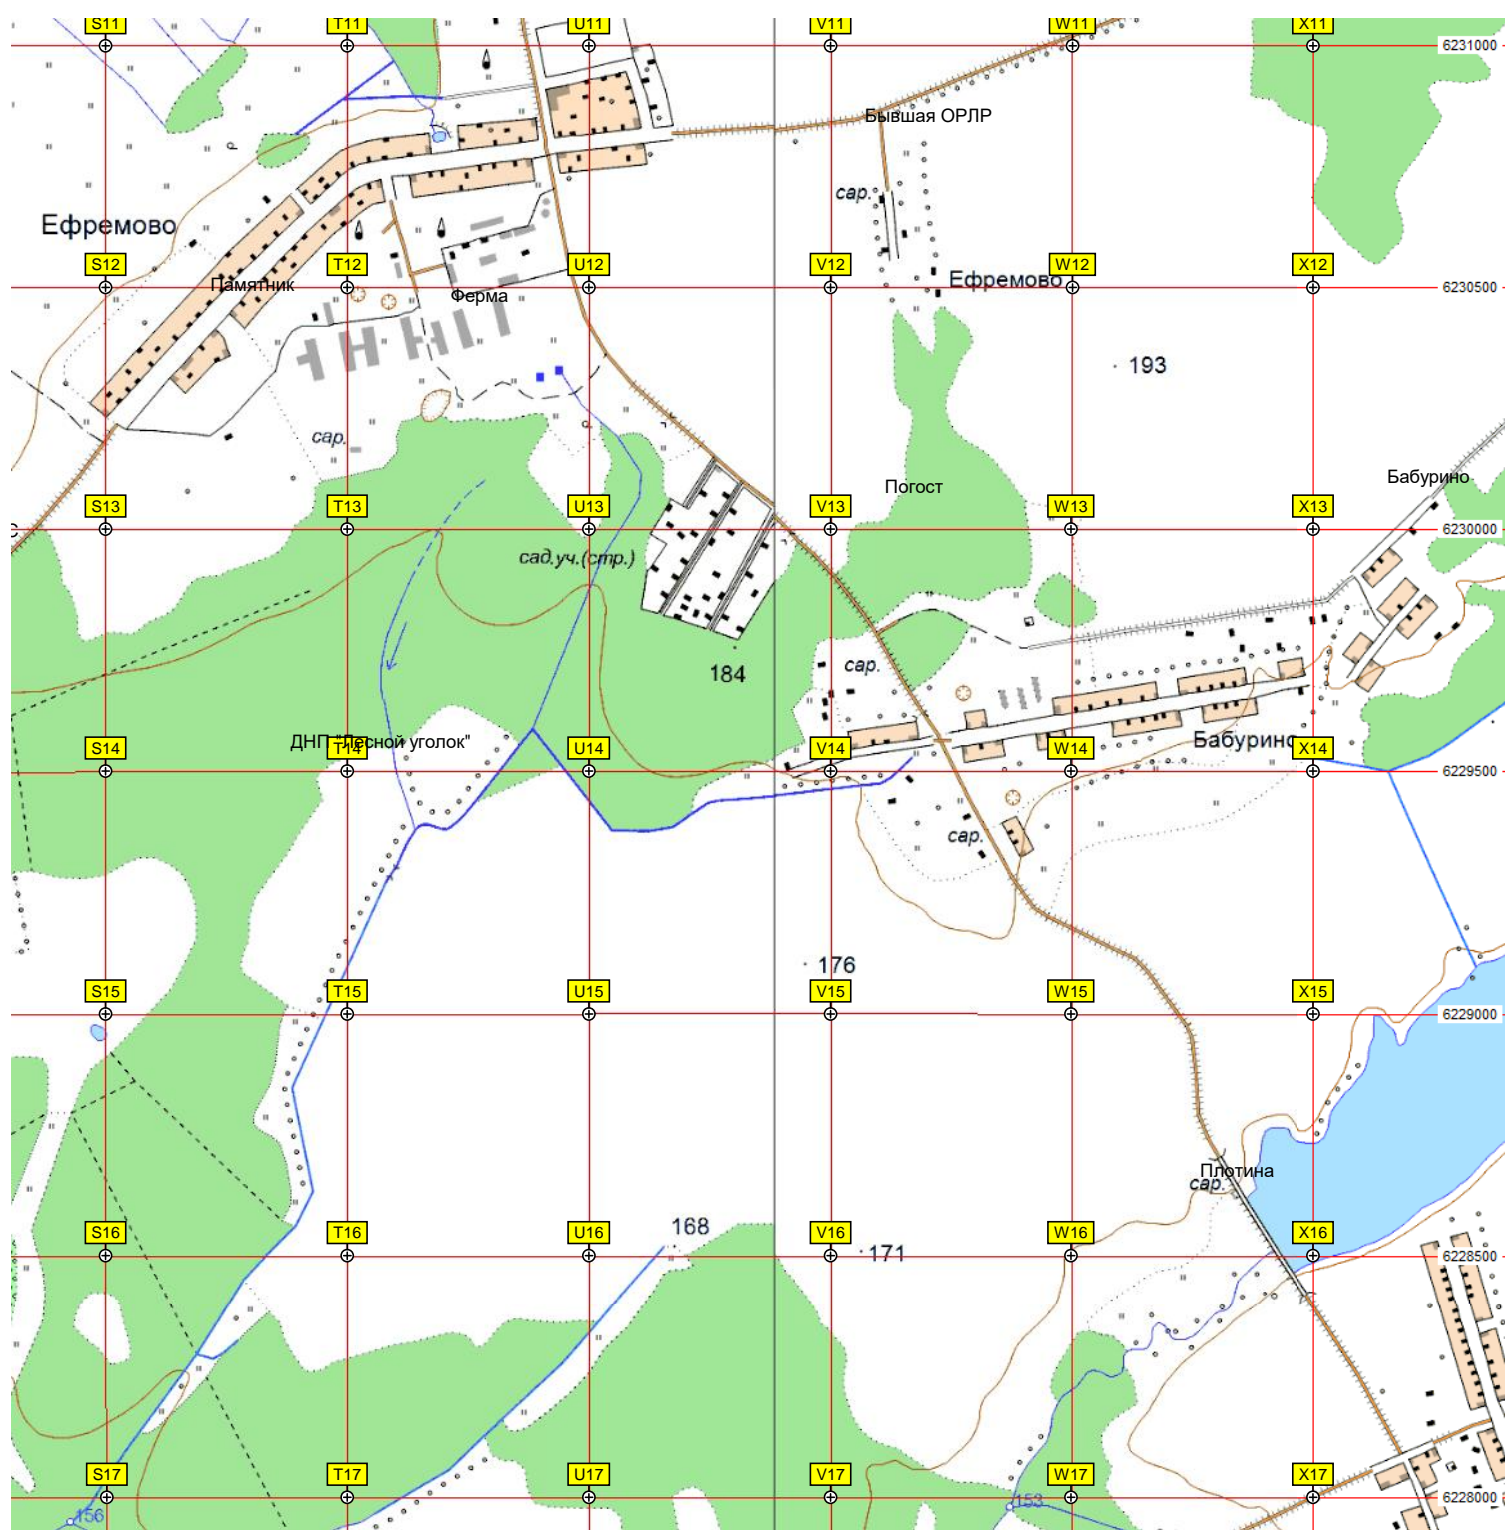 S11 T11 U11 V11 W11 X11
6231000
Бывшая ОРЛР
сар.
Ефремово
S12 T12 U12 V12 W12 X12
Ефремово
Памятник
Ферма
6230500
193
сар.
Бабурино
Погост
S13 T13 U13 V13 W13 X13
6230000
сад.уч.(стр.)
сар.
184
ДНП "Лесной уголок"
Бабурино
S14 T14 U14 V14 W14 X14
6229500
сар.
176
S15 T15 U15 V15 W15 X15
6229000
Плотина
сар.
168
S16 T16 U16 V16 W16 X16
171
6228500
S17 T17 U17 V17 W17 X17
6228000
153
156